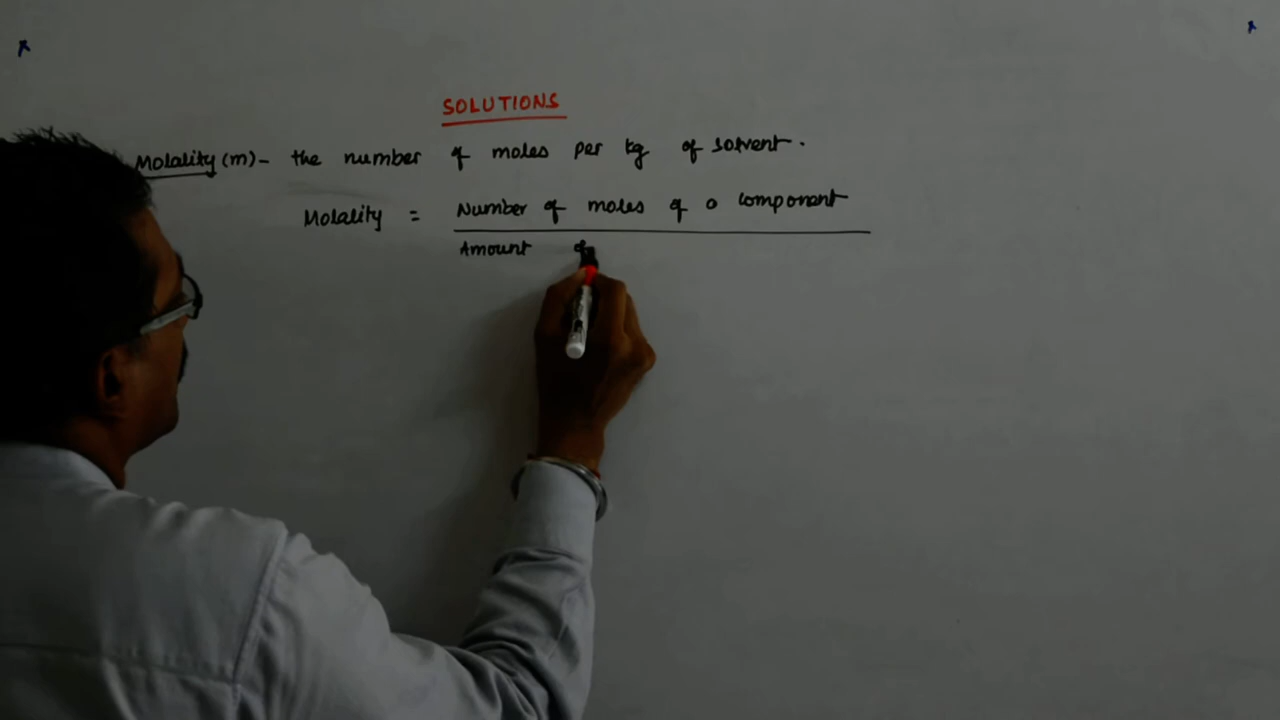 SOLUTIONS
Molality (m) - the number of moles per kg of solvent.
Molality = Number of moles of a component
Amount of